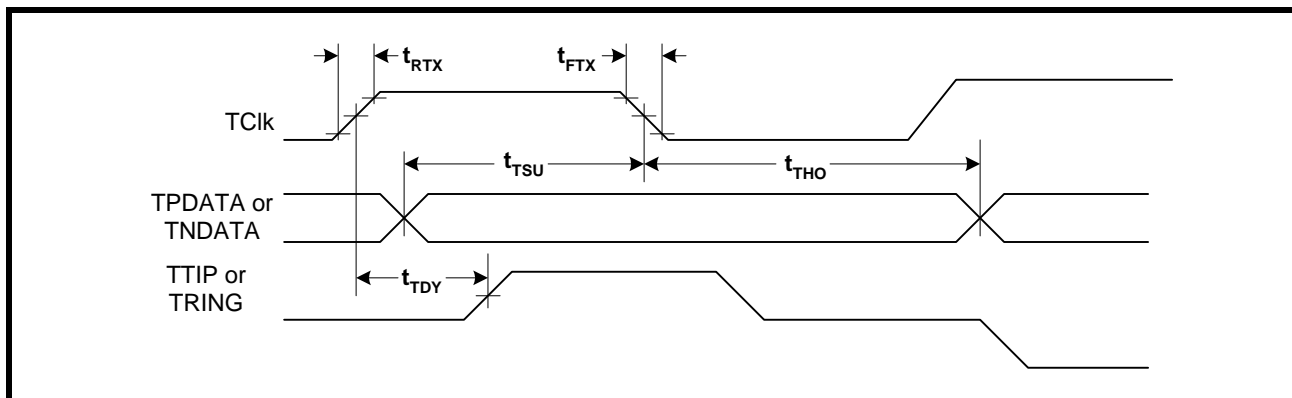 tRTX
tFTX
TClk
tTSU
tTHO
TPDATA or
TNDATA
TTIP or
TRING
tTDY